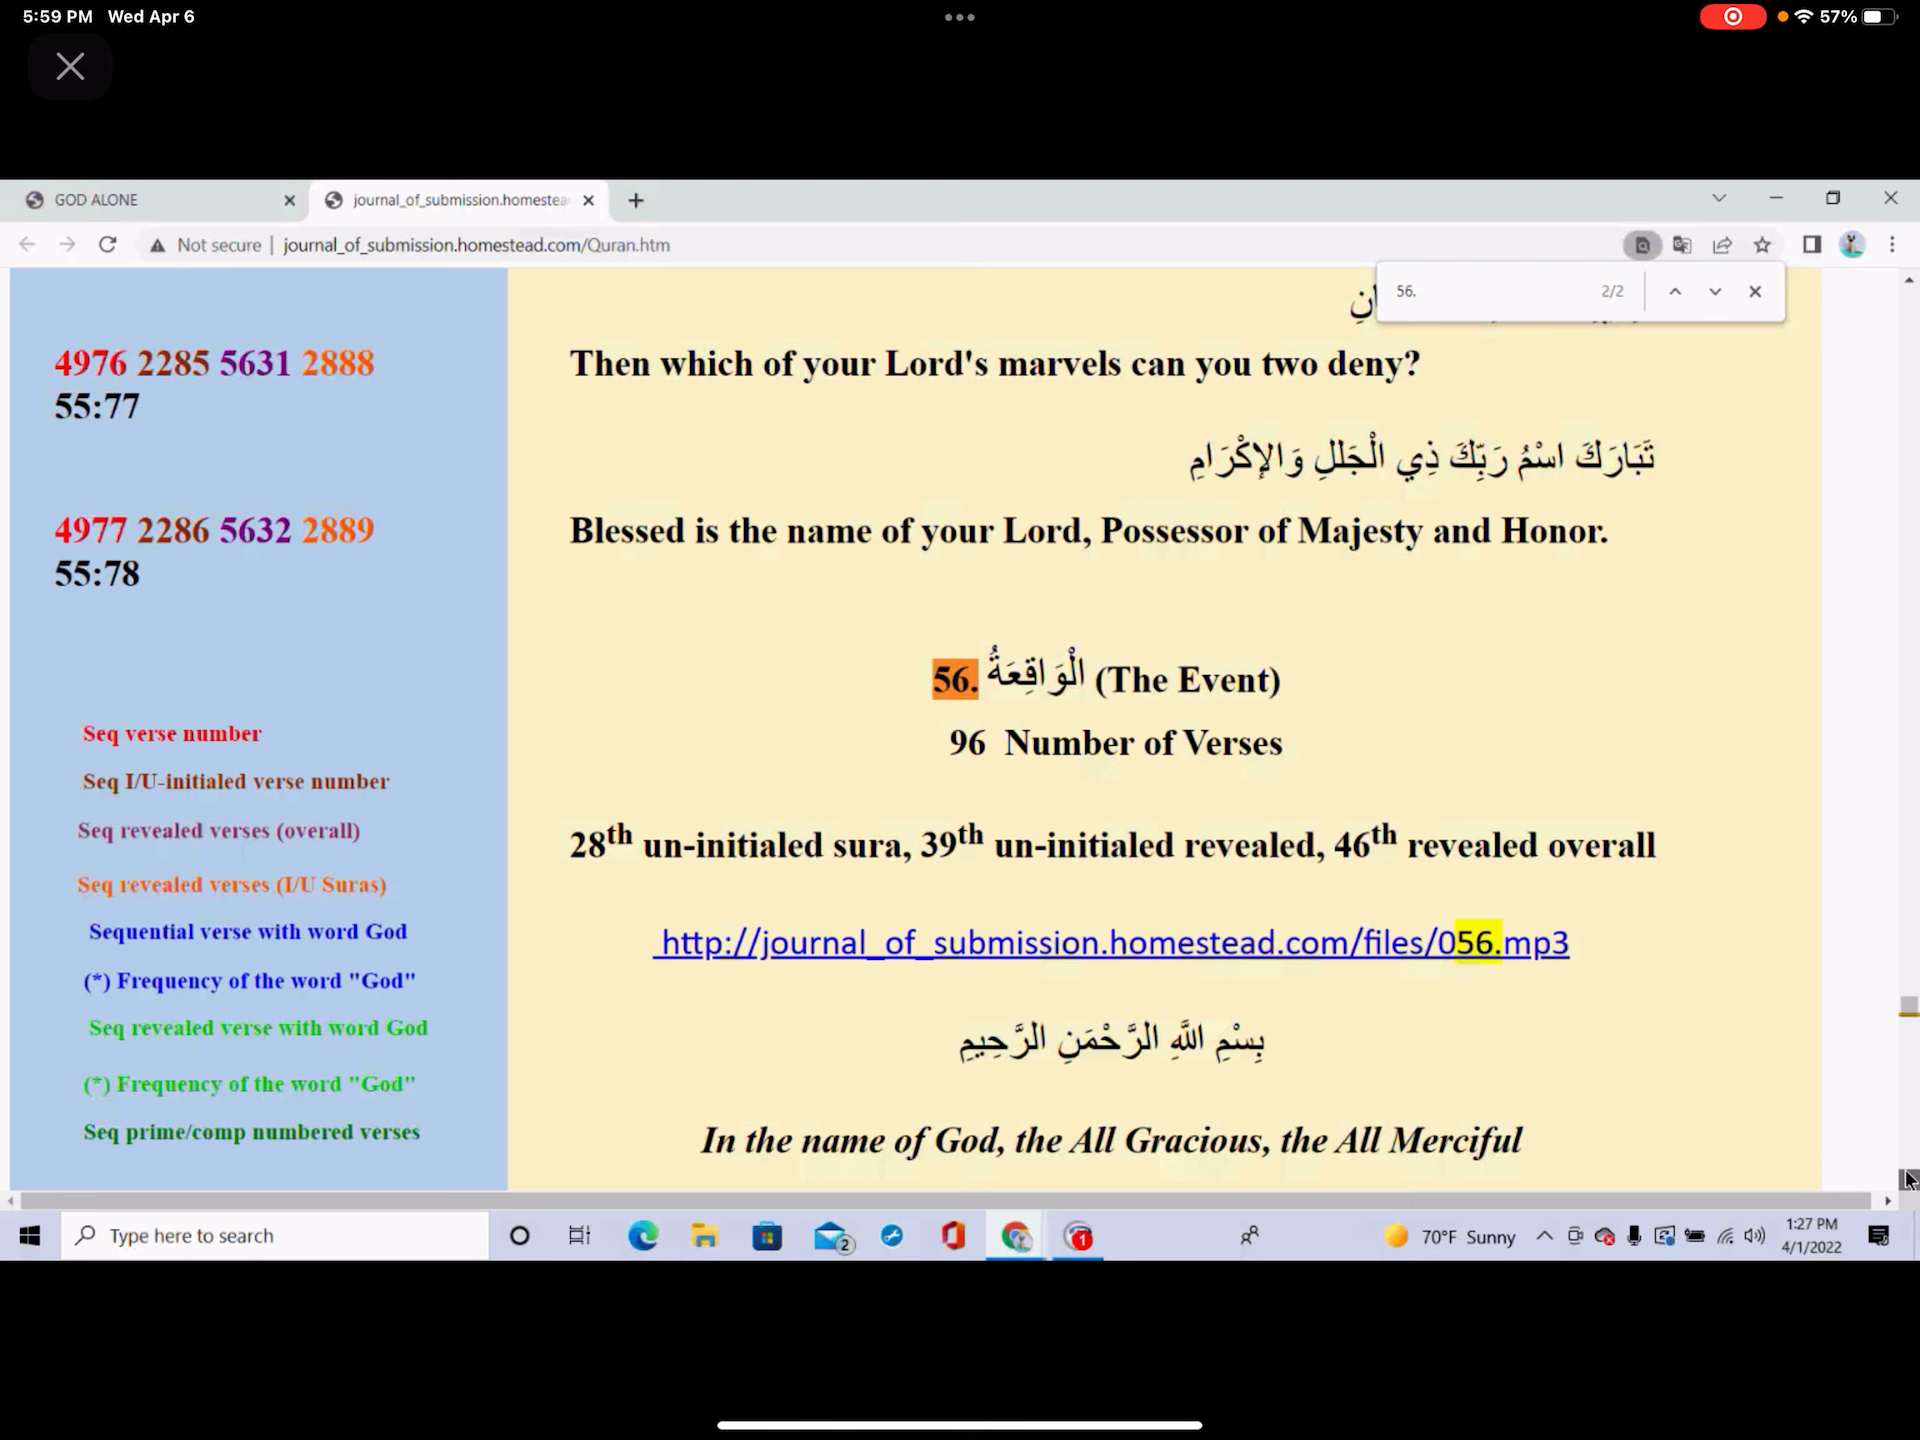 5:59 PM Wed Apr 6
57%
GOD ALONE
journal_of_submission.homestea
Not secure | journal_of_submission.homestead.com/Quran.htm
56.
2/2
4976 2285 5631 2888
55:77
Then which of your Lord's marvels can you two deny?
تَبَارَكَ اسْمُ رَبِّكَ ذِي الْجَلَلِ وَالإِكْرَامِ
4977 2286 5632 2889
55:78
Blessed is the name of your Lord, Possessor of Majesty and Honor.
56. الْوَاقِعَةُ (The Event)
96 Number of Verses
28th un-initialed sura, 39th un-initialed revealed, 46th revealed overall
http://journal_of_submission.homestead.com/files/056.mp3
بِسْمِ اللَّهِ الرَّحْمَنِ الرَّحِيمِ
In the name of God, the All Gracious, the All Merciful
Seq verse number
Seq I/U-initialed verse number
Seq revealed verses (overall)
Seq revealed verses (I/U Suras)
Sequential verse with word God
(*) Frequency of the word "God"
Seq revealed verse with word God
(*) Frequency of the word "God"
Seq prime/comp numbered verses
Type here to search
2
1
70°F Sunny
1:27 PM
4/1/2022